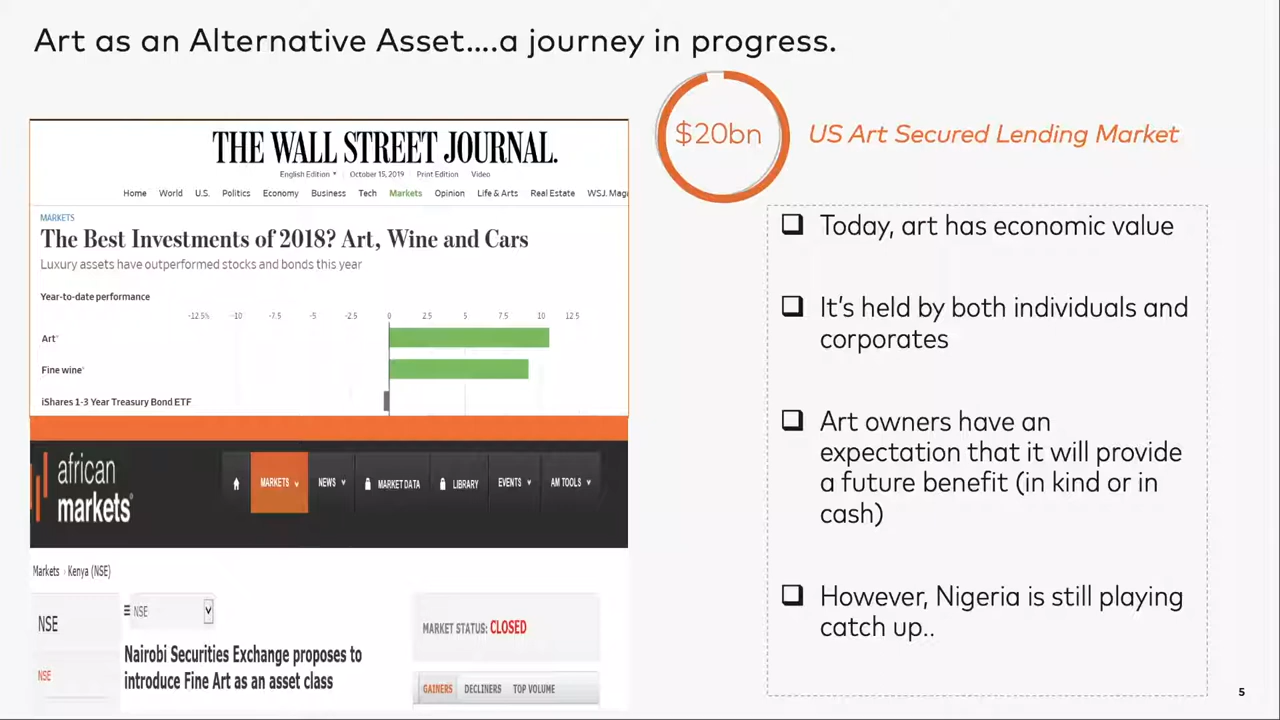 Art as an Alternative Asset....a journey in progress.
THE WALL STREET JOURNAL.
English Edition October 15, 2019 Print Edition Video
Home World U.S. Politics Economy Business Tech Markets Opinion Life & Arts Real Estate WSJ. Maga
MARKETS
The Best Investments of 2018? Art, Wine and Cars
Luxury assets have outperformed stocks and bonds this year
Year-to-date performance
-12.5% -10 -7.5 -5 -2.5 0 2.5 5 7.5 10 12.5
Art
Fine wine
iShares 1-3 Year Treasury Bond ETF
african
markets
MARKETS NEWS MARKET DATA LIBRARY EVENTS AM TOOLS
Markets › Kenya (NSE)
NSE
NSE
NSE
Nairobi Securities Exchange proposes to
introduce Fine Art as an asset class
MARKET STATUS: CLOSED
GAINERS DECLINERS TOP VOLUME
$20bn
US Art Secured Lending Market
Today, art has economic value
It's held by both individuals and
corporates
Art owners have an
expectation that it will provide
a future benefit (in kind or in
cash)
However, Nigeria is still playing
catch up..
5